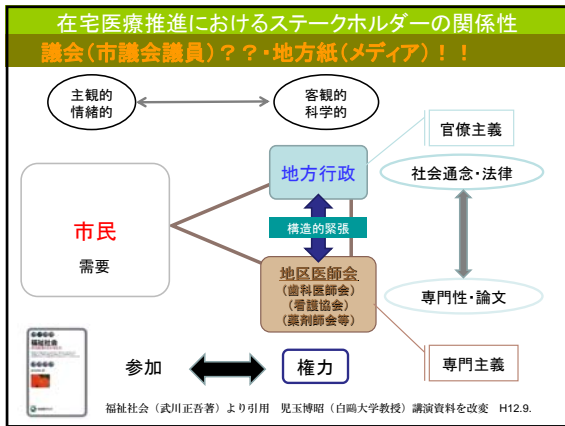 在宅医療推進におけるステークホルダーの関係性
議会（市議会議員）？？・地方紙（メディア）！！
主観的
情緒的
客観的
科学的
官僚主義
地方行政
社会通念・法律
市民
需要
構造的緊張
地区医師会
（歯科医師会）
（看護協会）
（薬剤師会等）
専門性・論文
福祉社会
参加
権力
専門主義
福祉社会（武川正吾著）より引用 児玉博昭（白鷗大学教授）講演資料を改変 H12.9.